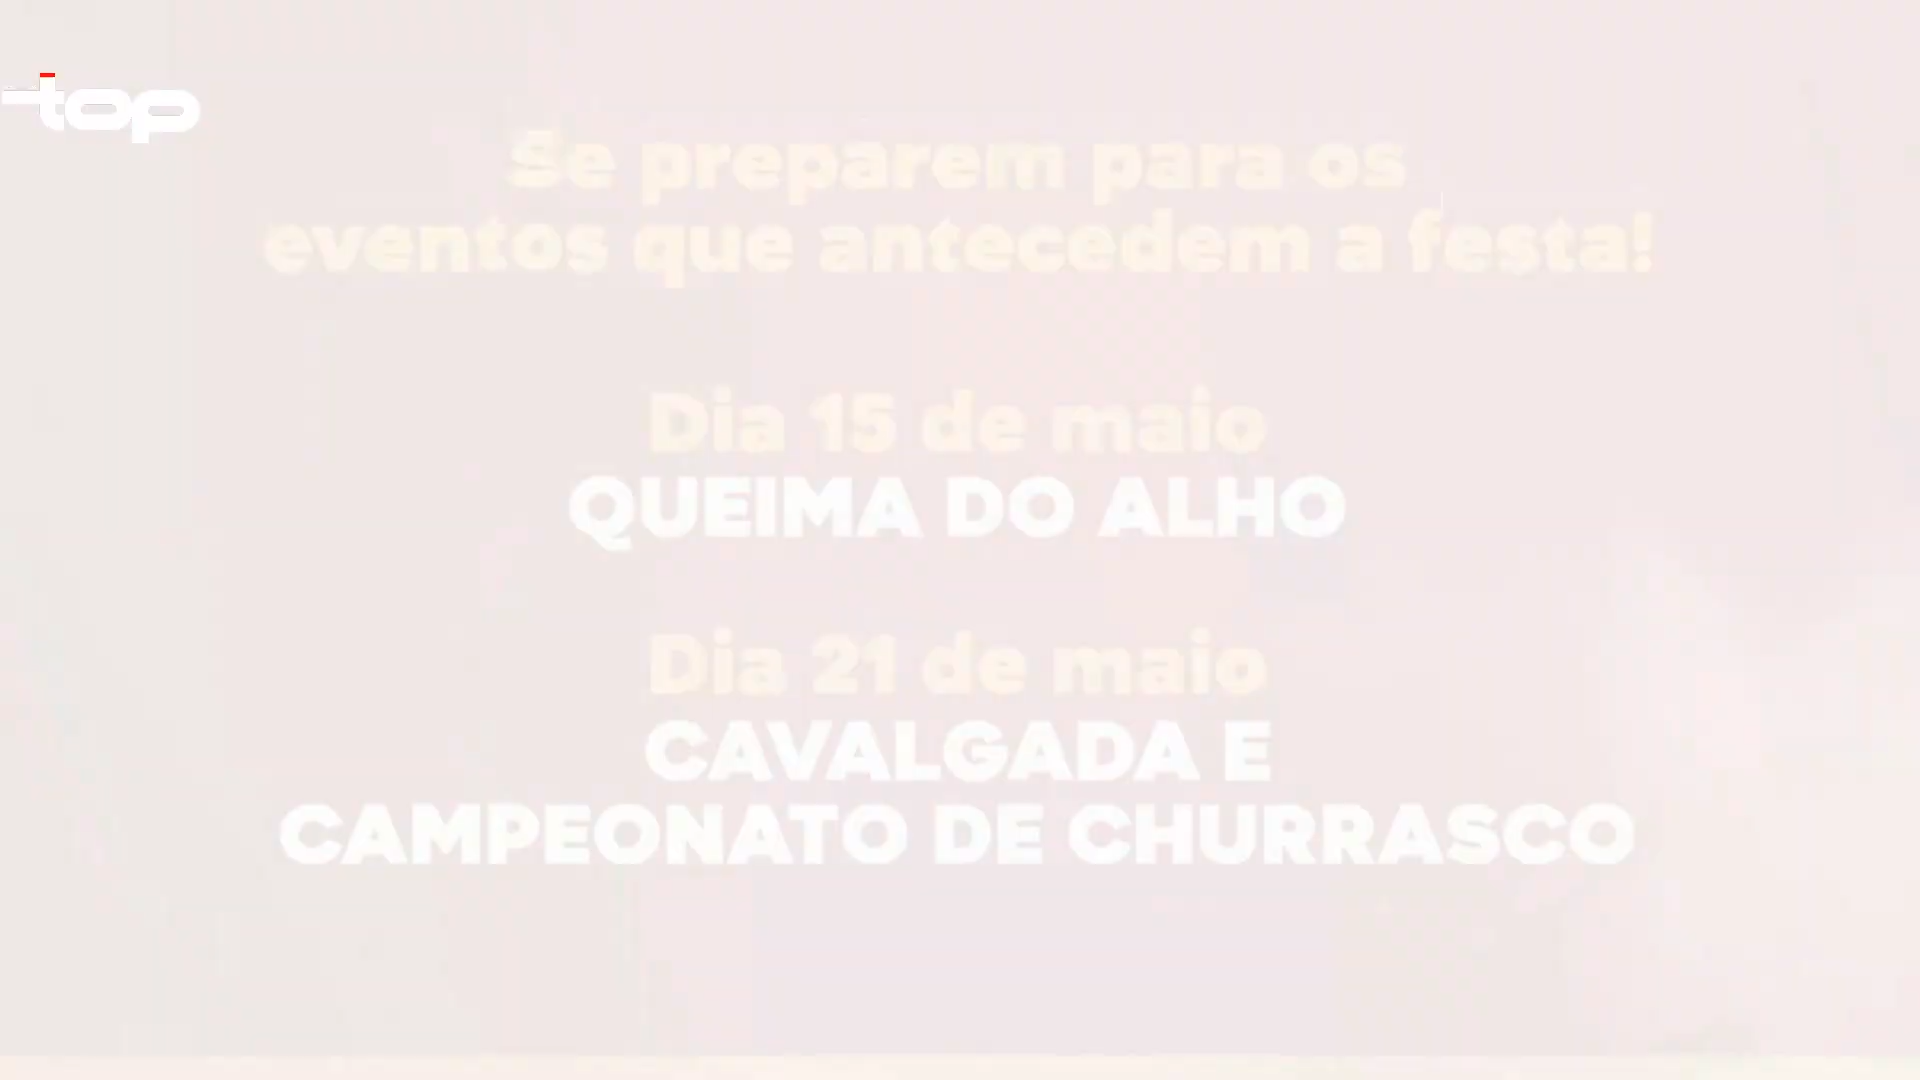 top
Se preparem para os
eventos que antecedem a festa!
Dia 15 de maio
QUEIMA DO ALHO
Dia 21 de maio
CAVALGADA E
CAMPEONATO DE CHURRASCO